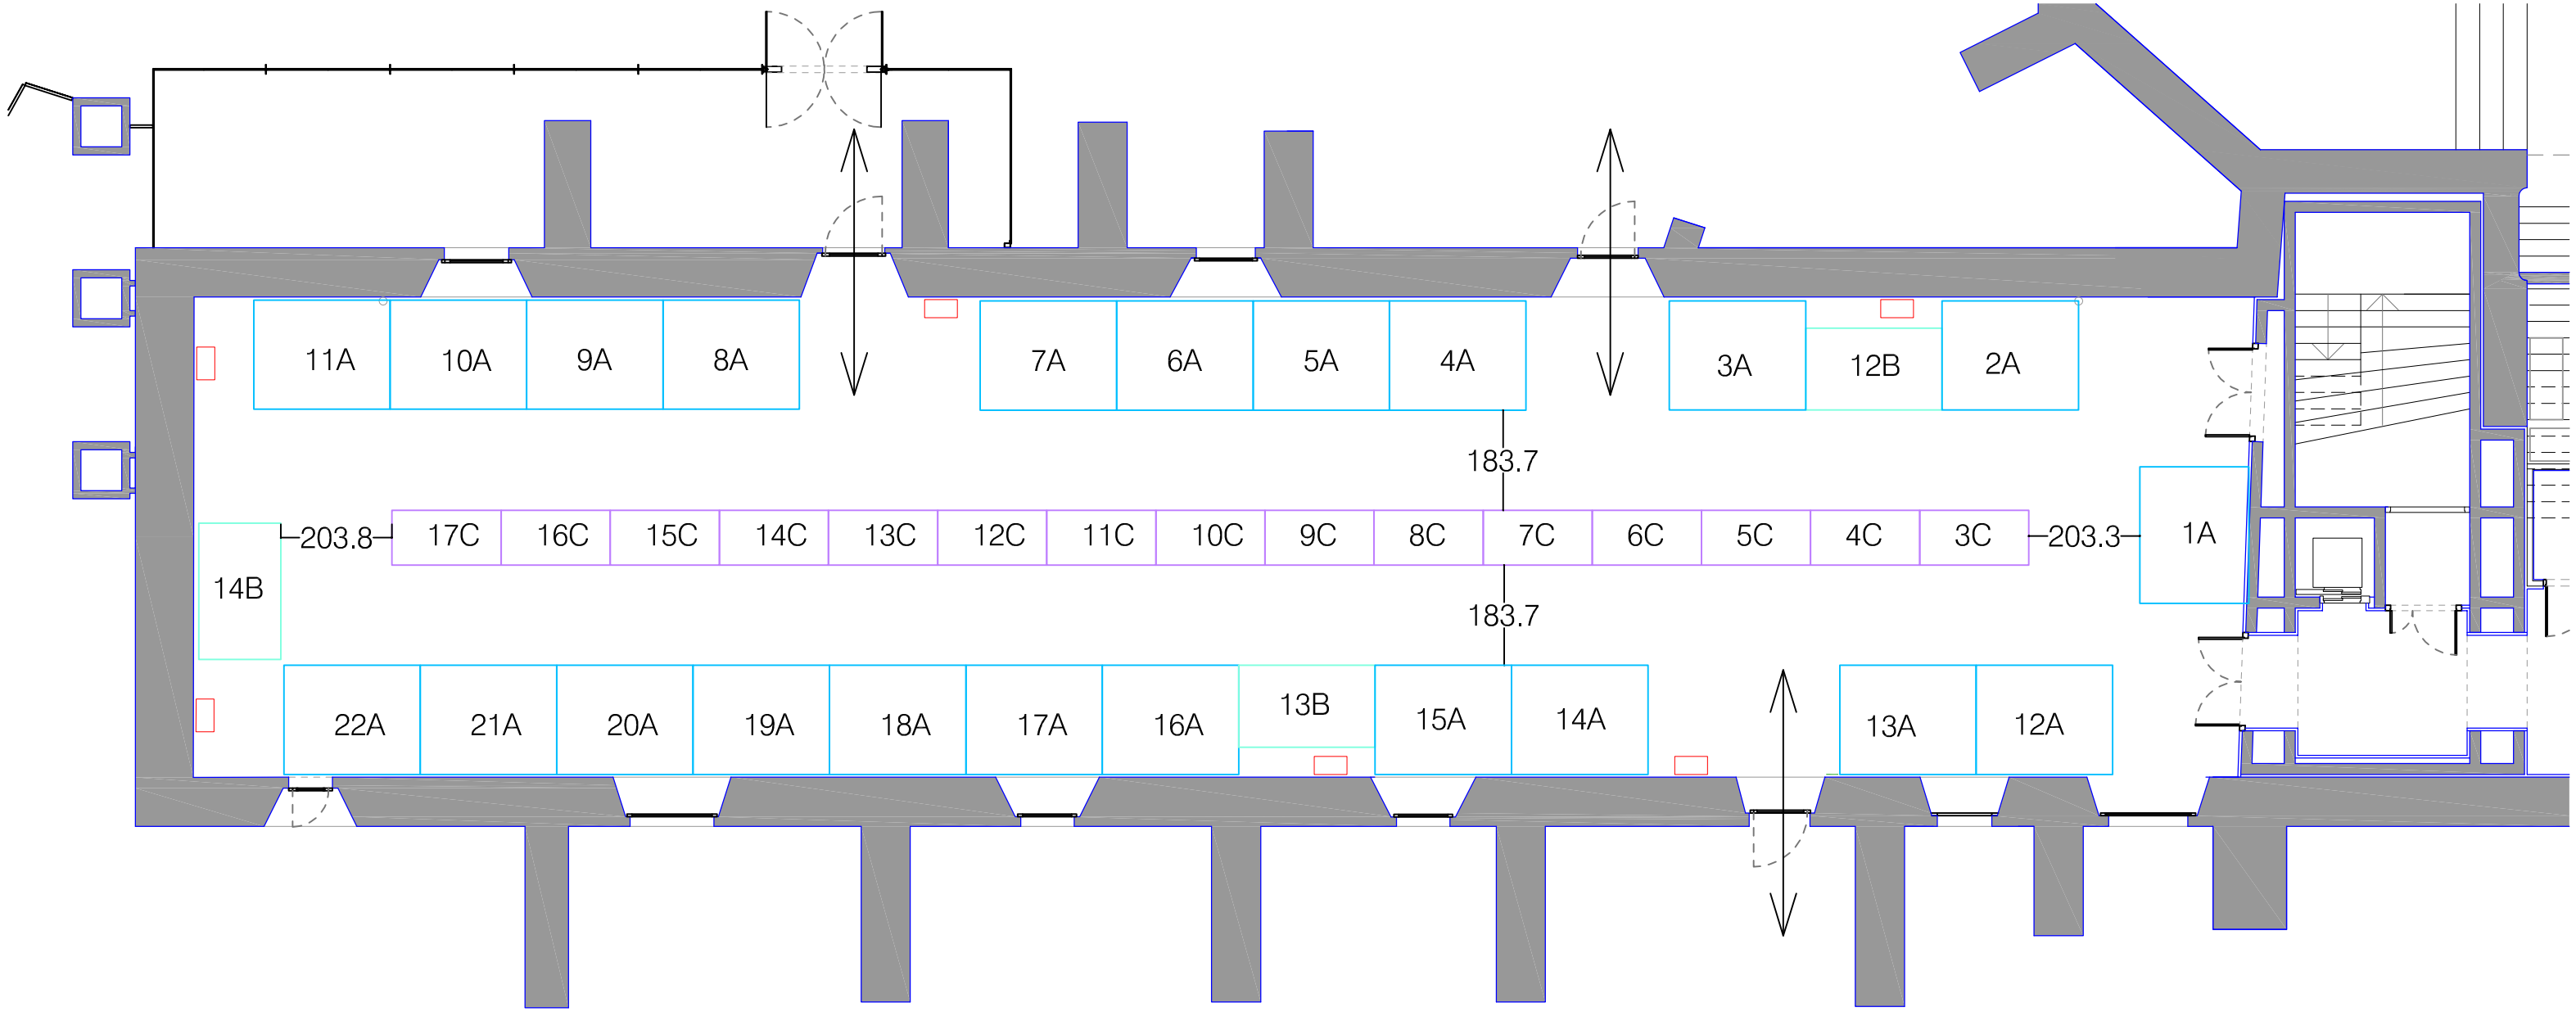 11A 10A 9A 8A 7A 6A 5A 4A 3A 12B 2A
183.7
14B 203.8 17C 16C 15C 14C 13C 12C 11C 10C 9C 8C 7C 6C 5C 4C 3C 203.3 1A
183.7
22A 21A 20A 19A 18A 17A 16A 13B 15A 14A 13A 12A